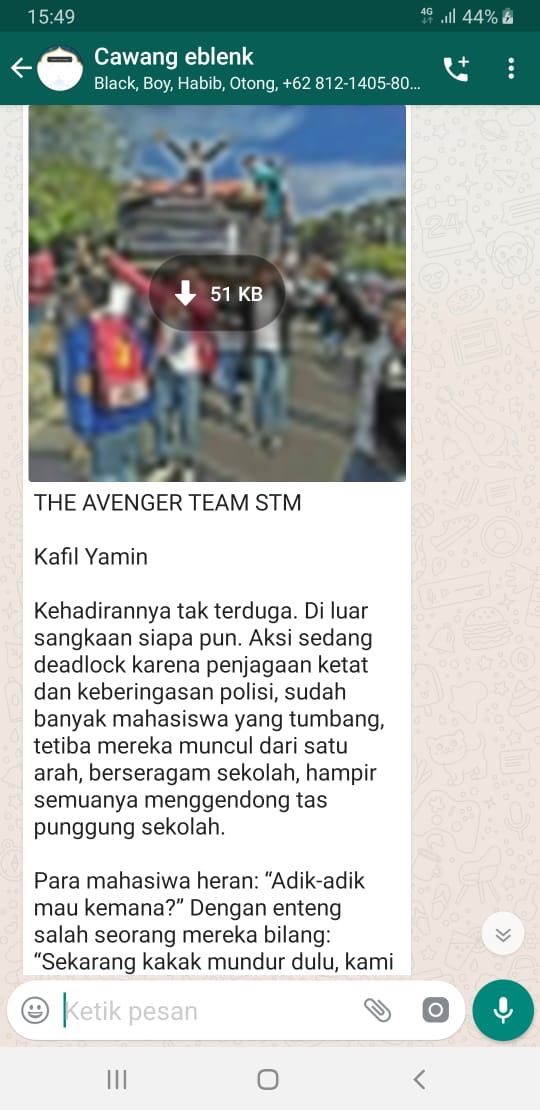 15:49
4G
44%
Cawang eblenk
Black, Boy, Habib, Otong, +62 812-1405-80...
51 KB
THE AVENGER TEAM STM
Kafil Yamin
Kehadirannya tak terduga. Di luar
sangkaan siapa pun. Aksi sedang
deadlock karena penjagaan ketat
dan keberingasan polisi, sudah
banyak mahasiswa yang tumbang,
tetiba mereka muncul dari satu
arah, berseragam sekolah, hampir
semuanya menggendong tas
punggung sekolah.
Para mahasiwa heran: “Adik-adik
mau kemana?” Dengan enteng
salah seorang mereka bilang:
“Sekarang kakak mundur dulu, kami
Ketik pesan